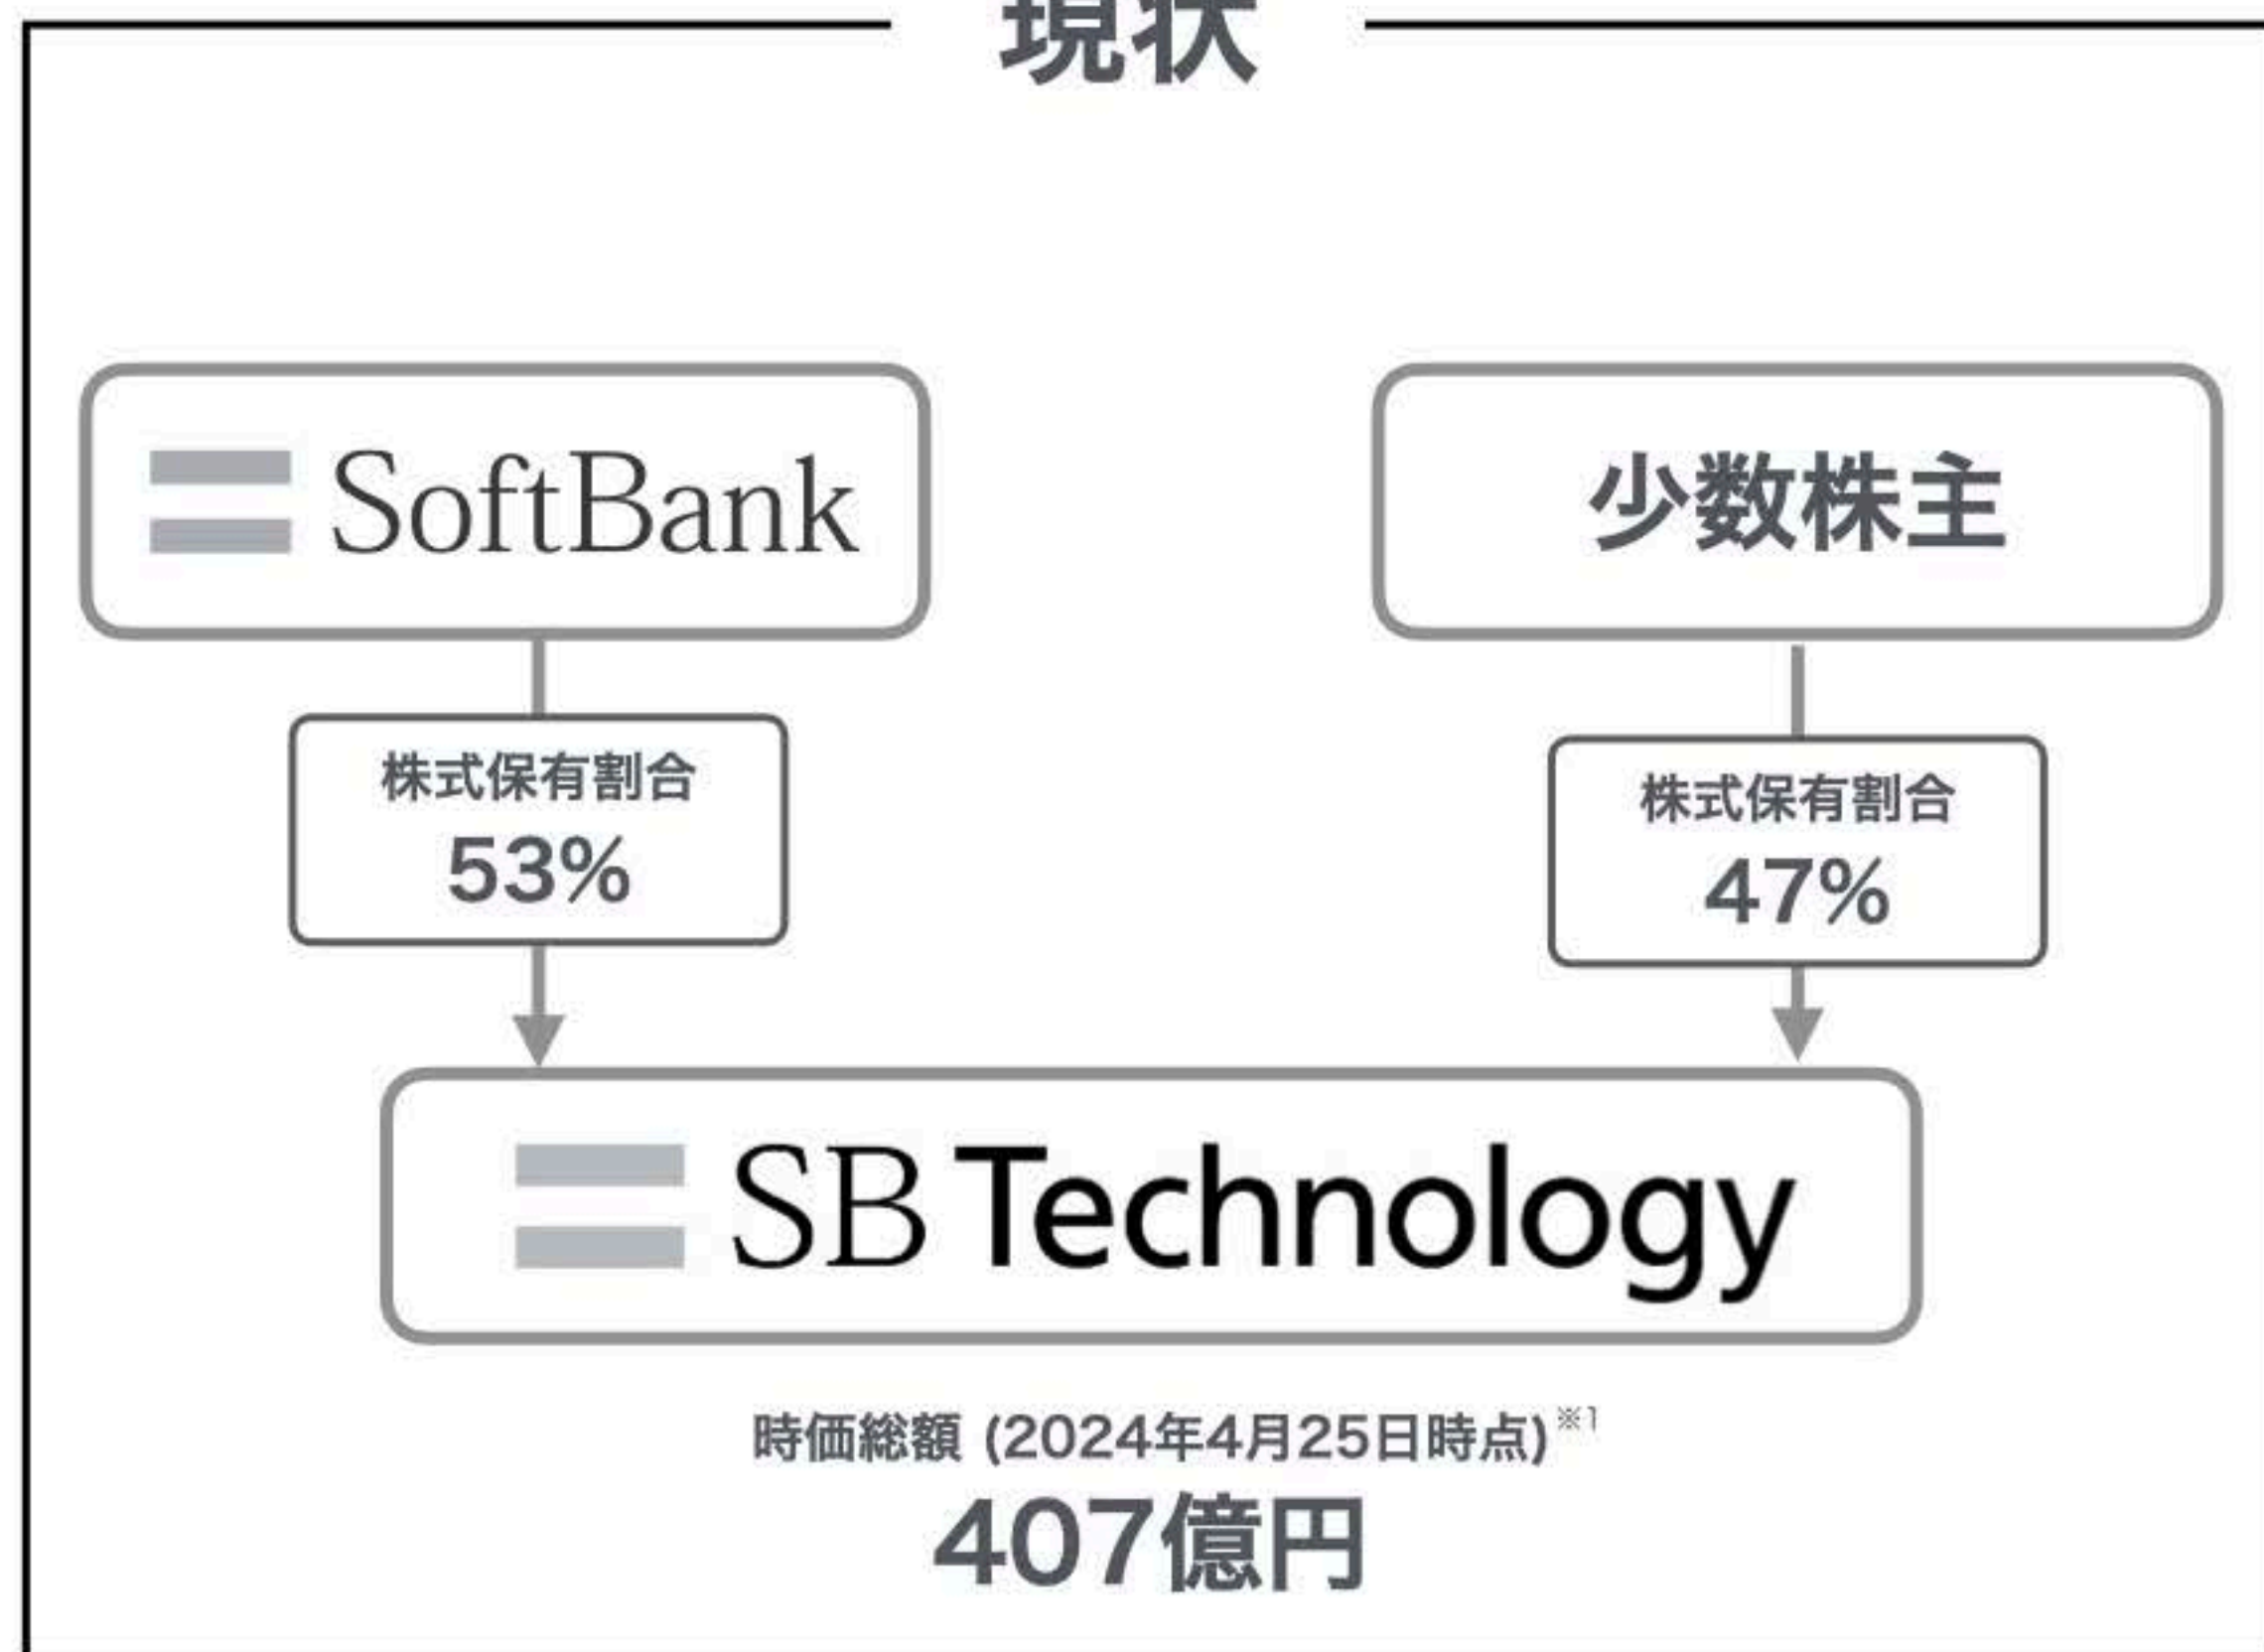 現状
SoftBank
少数株主
株式保有割合
53%
株式保有割合
47%
SB Technology
時価総額 (2024年4月25日時点)※1
407億円